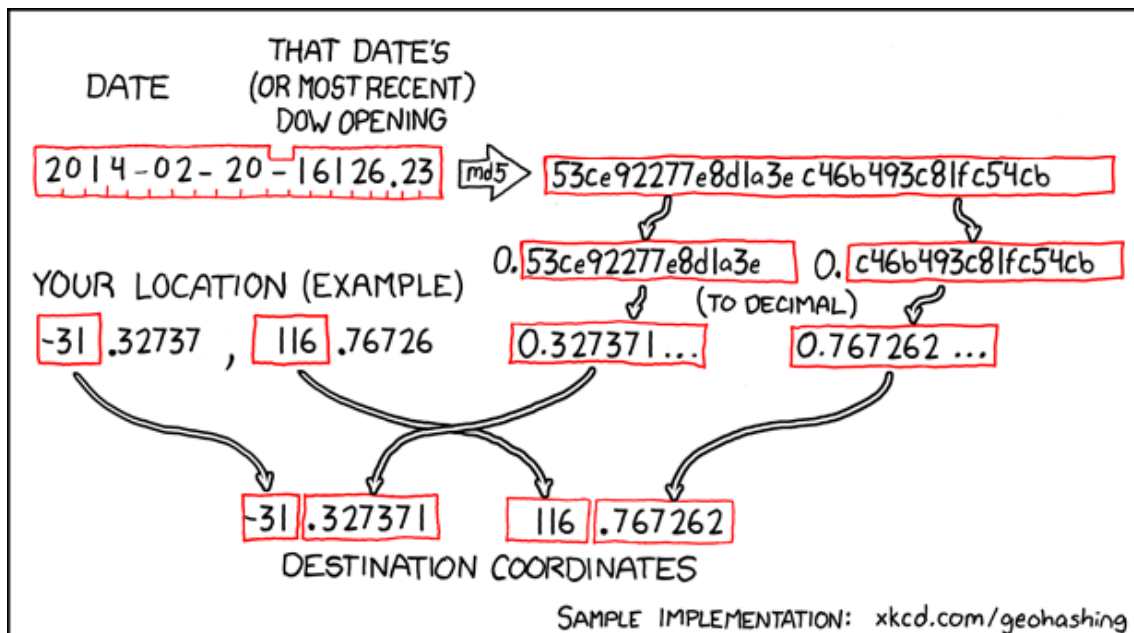 DATE
THAT DATE'S
(OR MOST RECENT)
DOW OPENING
2014-02-20-16126.23
md5
53ce92277e8d1a3e c46b493c81fc54cb
0.53ce92277e8d1a3e
0.c46b493c81fc54cb
(TO DECIMAL)
YOUR LOCATION (EXAMPLE)
-31.32737, 116.76726
0.327371...
0.767262...
-31.327371
116.767262
DESTINATION COORDINATES
SAMPLE IMPLEMENTATION: xkcd.com/geohashing